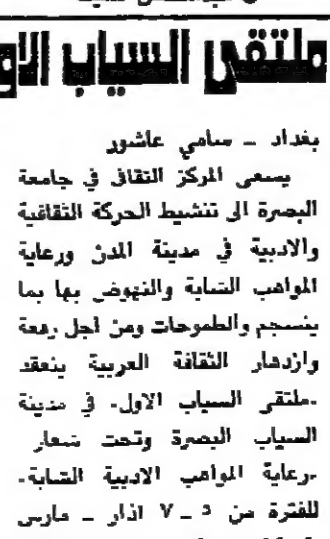 ملتقى السياب الاو
بغداد - سامي عاشور
يسعى المركز الثقافي في جامعة
البصرة الى تنشيط الحركة الثقافية
والادبية في مدينة المدن ورعاية
المواهب الشابة والنهوض بها بما
ينسجم والطموحات ومن اجل رفعة
وازدهار الثقافة العربية ينعقد
«ملتقى السياب الاول» في مدينة
السياب البصرة وتحت شعار
«رعاية المواهب الادبية الشابة»
للفترة من ٥ - ٧ اذار - مارس